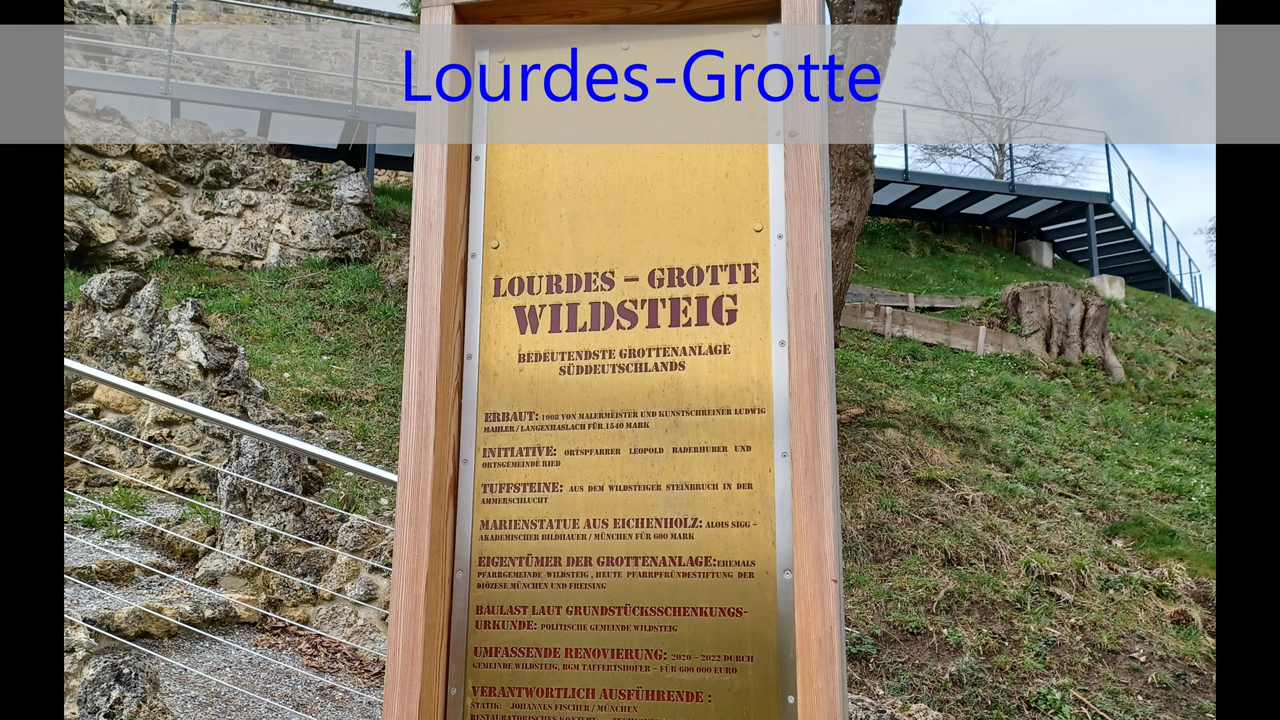 Lourdes-Grotte
LOURDES – GROTTE
WILDSTEIG
BEDEUTENDSTE GROTTENANLAGE
SÜDDEUTSCHLANDS
ERBAUT: 1908 VON MALERMEISTER UND KUNSTSCHREINER LUDWIG
MAHLER / LANGENHASLACH FÜR 1540 MARK
INITIATIVE: ORTSPFARRER LEOPOLD BADERHUBER UND
ORTSGEMEINDE RIED
TUFFSTEINE: AUS DEM WILDSTEIGER STEINBRUCH IN DER
AMMERSCHLUCHT
MARIENSTATUE AUS EICHENHOLZ: ALOIS SIGG –
AKADEMISCHER BILDHAUER / MÜNCHEN FÜR 600 MARK
EIGENTÜMER DER GROTTENANLAGE: EHEMALS
PFARRGEMEINDE WILDSTEIG , HEUTE PFARRPFRÜNDESTIFTUNG DER
DIÖZESE MÜNCHEN UND FREISING
BAULAST LAUT GRUNDSTÜCKSSCHENKUNGS-
URKUNDE: POLITISCHE GEMEINDE WILDSTEIG
UMFASSENDE RENOVIERUNG: 2020 – 2022 DURCH
GEMEINDE WILDSTEIG, BGM TAFFERTSHOFER – FÜR 600 000 EURO
VERANTWORTLICH AUSFÜHRENDE :
STATIK: JOHANNES FISCHER / MÜNCHEN